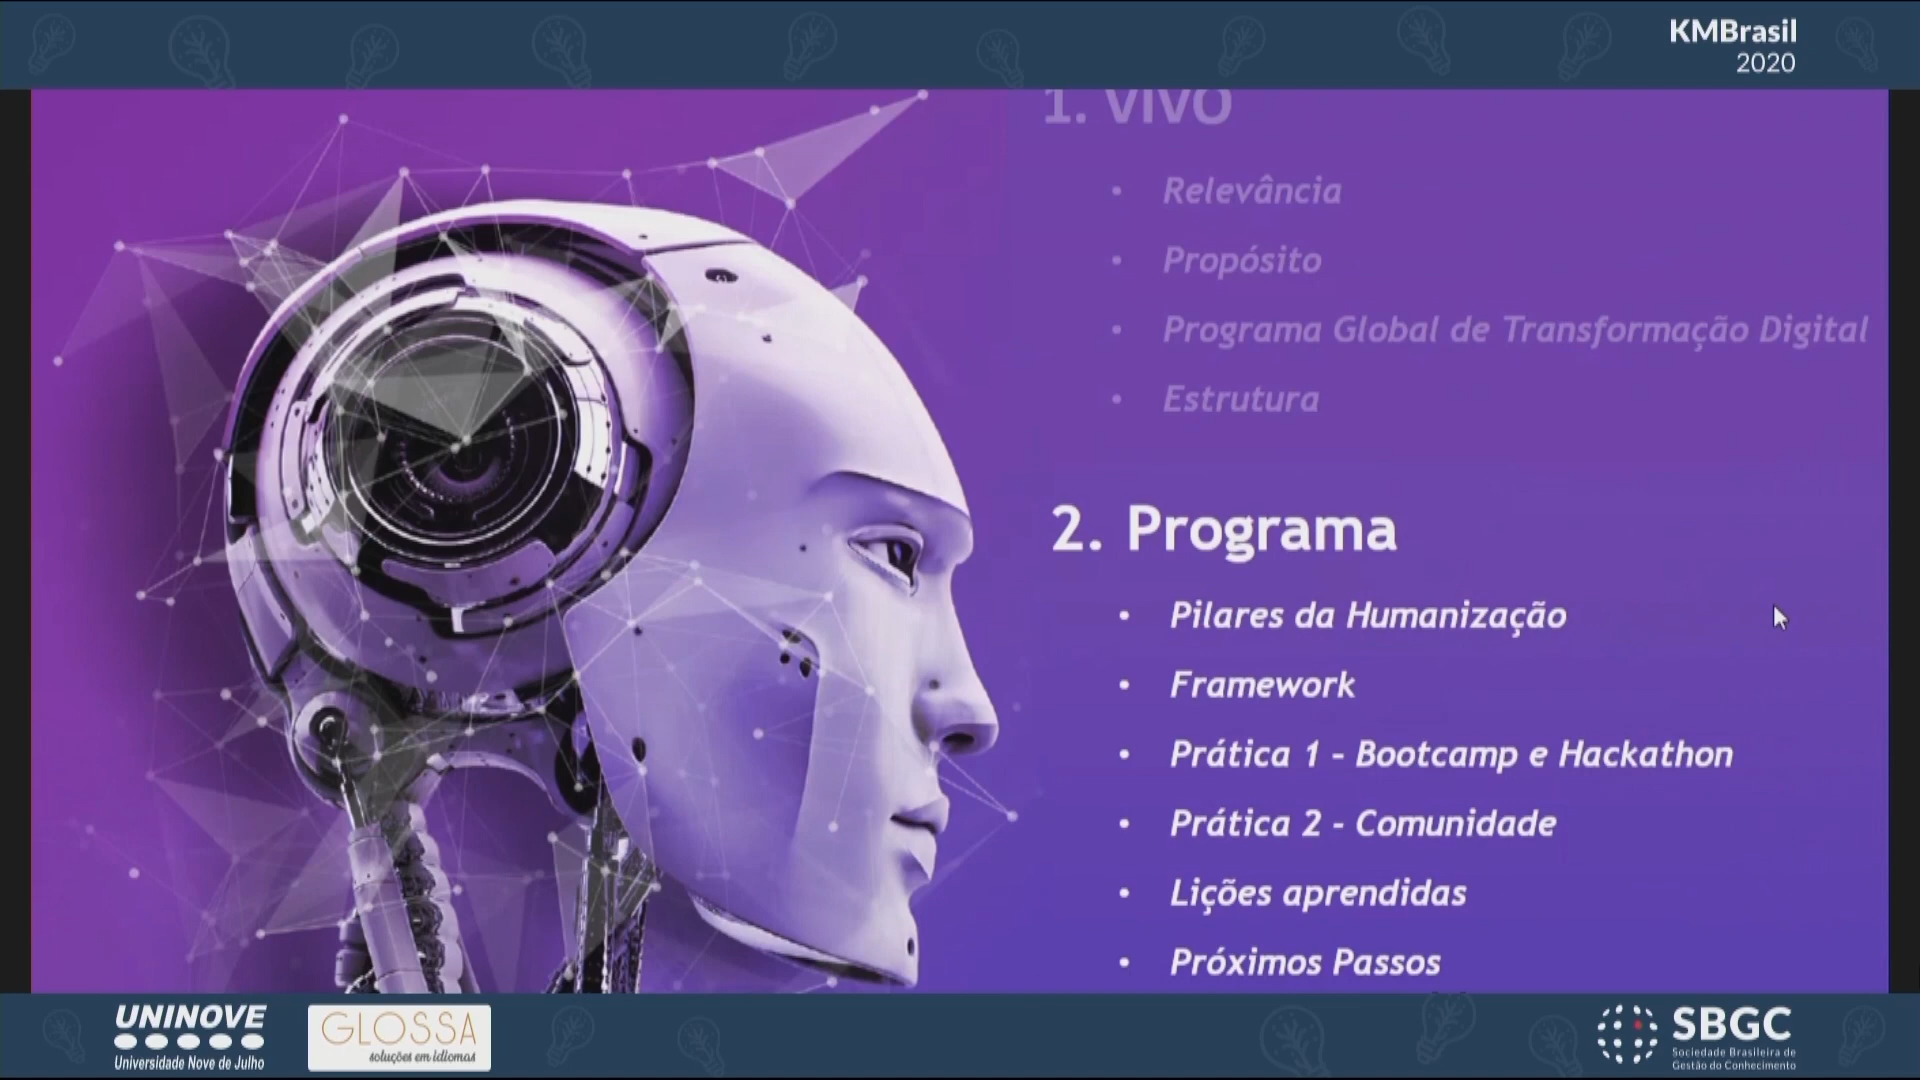 KMBrasil
2020
1. VIVO
• Relevância
• Propósito
• Programa Global de Transformação Digital
• Estrutura
2. Programa
• Pilares da Humanização
• Framework
• Prática 1 - Bootcamp e Hackathon
• Prática 2 - Comunidade
• Lições aprendidas
• Próximos Passos
UNINOVE
Universidade Nove de Julho
GLOSSA
soluções em idiomas
SBGC
Sociedade Brasileira de
Gestão do Conhecimento